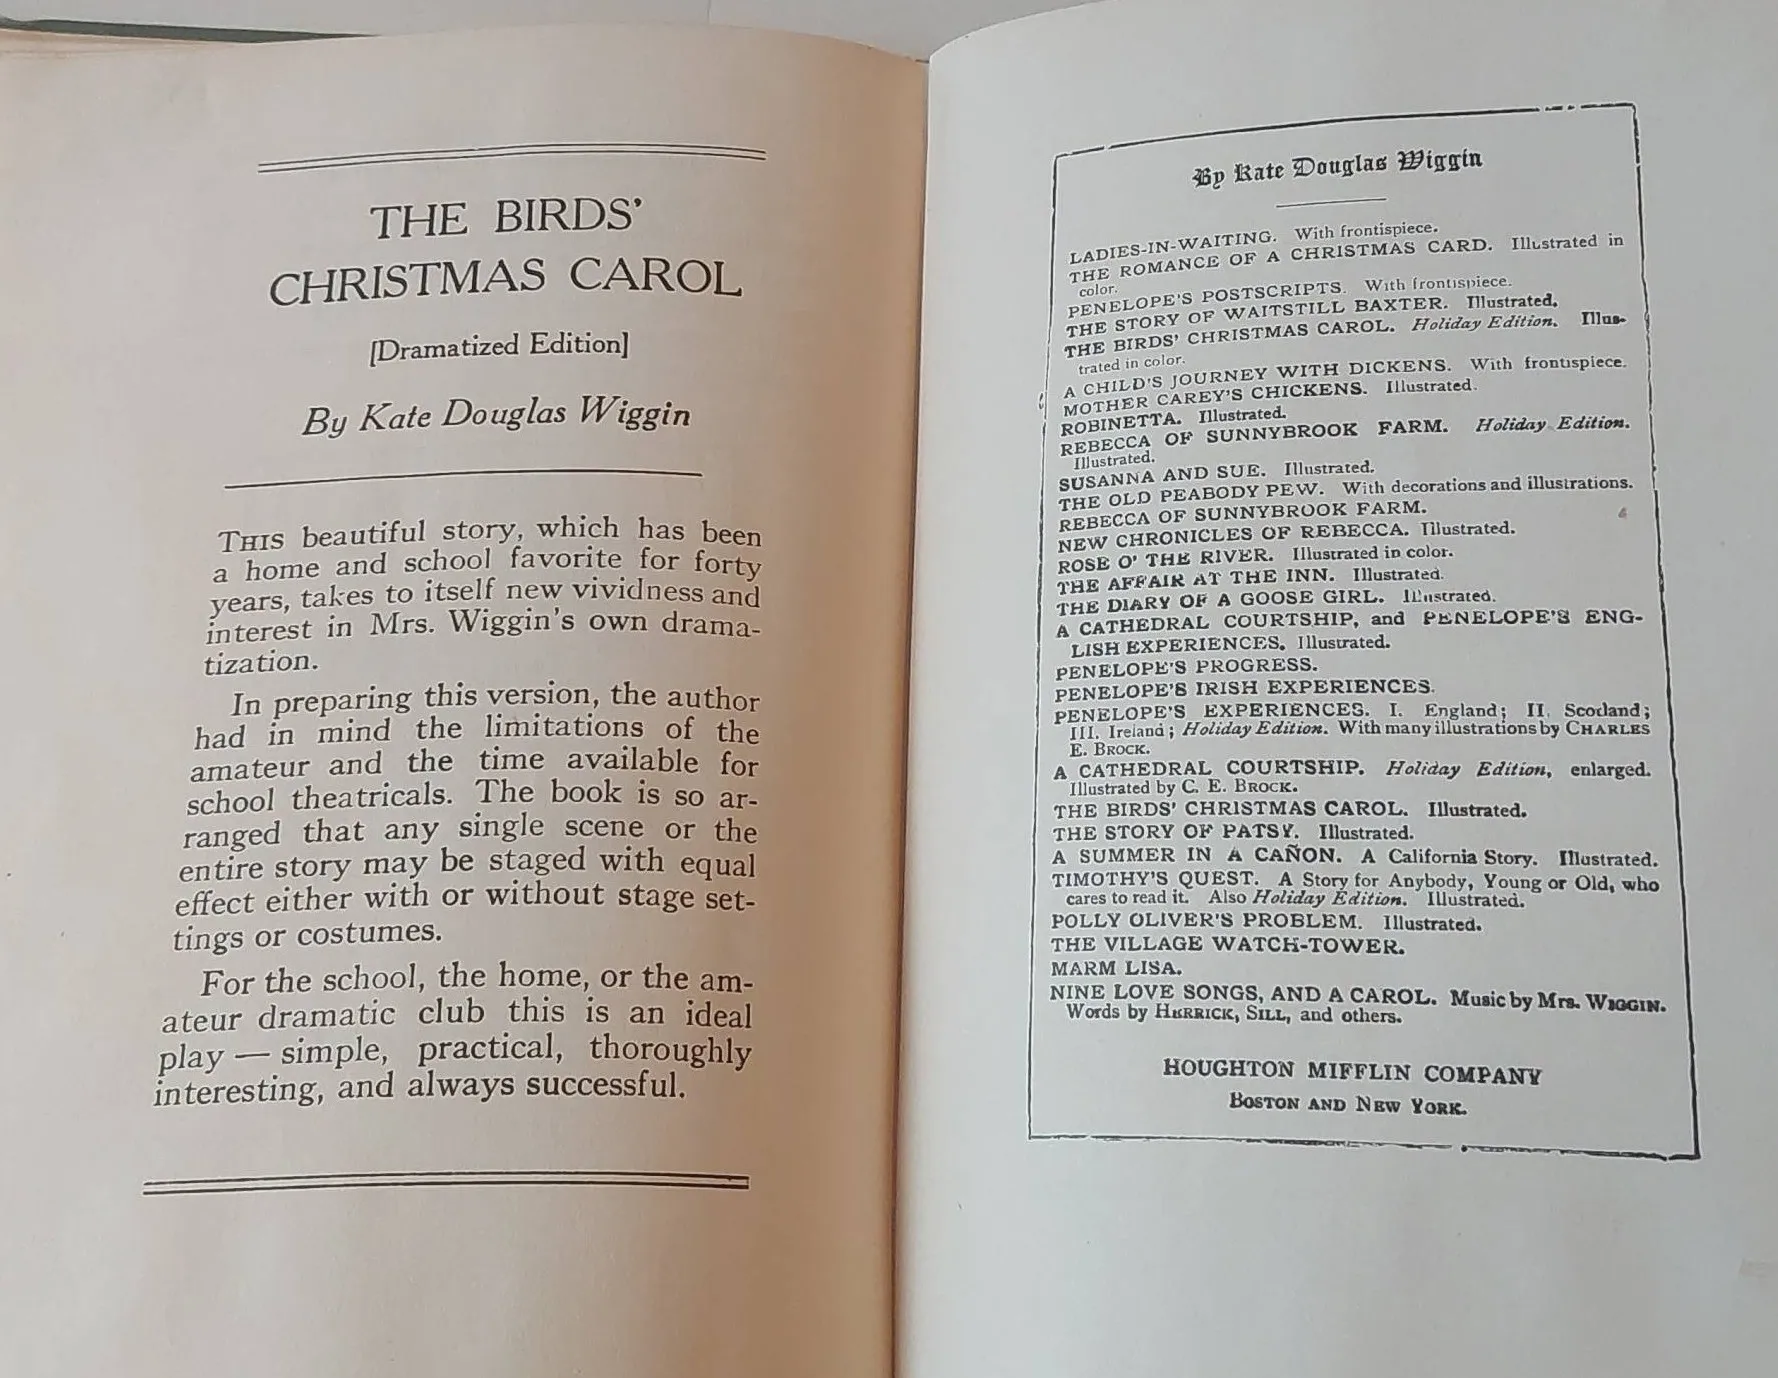 THE BIRDS'
CHRISTMAS CAROL
[Dramatized Edition]
By Kate Douglas Wiggin
THIS beautiful story, which has been
a home and school favorite for forty
years, takes to itself new vividness and
interest in Mrs. Wiggin's own drama-
tization.
In preparing this version, the author
had in mind the limitations of the
amateur and the time available for
school theatricals. The book is so ar-
ranged that any single scene or the
entire story may be staged with equal
effect either with or without stage set-
tings or costumes.
For the school, the home, or the am-
ateur dramatic club this is an ideal
play — simple, practical, thoroughly
interesting, and always successful.
By Kate Douglas Wiggin
LADIES-IN-WAITING. With frontispiece.
THE ROMANCE OF A CHRISTMAS CARD. Illustrated in
color.
PENELOPE'S POSTSCRIPTS. With frontispiece.
THE STORY OF WAITSTILL BAXTER. Illustrated.
THE BIRDS' CHRISTMAS CAROL. Holiday Edition. Illus-
trated in color.
A CHILD'S JOURNEY WITH DICKENS. With frontispiece.
MOTHER CAREY'S CHICKENS. Illustrated.
ROBINETTA. Illustrated.
REBECCA OF SUNNYBROOK FARM. Holiday Edition.
Illustrated.
SUSANNA AND SUE. Illustrated.
THE OLD PEABODY PEW. With decorations and illustrations.
REBECCA OF SUNNYBROOK FARM.
NEW CHRONICLES OF REBECCA. Illustrated.
ROSE O' THE RIVER. Illustrated in color.
THE AFFAIR AT THE INN. Illustrated.
THE DIARY OF A GOOSE GIRL. Illustrated.
A CATHEDRAL COURTSHIP, and PENELOPE'S ENG-
LISH EXPERIENCES. Illustrated.
PENELOPE'S PROGRESS.
PENELOPE'S IRISH EXPERIENCES.
PENELOPE'S EXPERIENCES. I. England; II. Scotland;
III. Ireland; Holiday Edition. With many illustrations by CHARLES
E. BROCK.
A CATHEDRAL COURTSHIP. Holiday Edition, enlarged.
Illustrated by C. E. BROCK.
THE BIRDS' CHRISTMAS CAROL. Illustrated.
THE STORY OF PATSY. Illustrated.
A SUMMER IN A CAÑON. A California Story. Illustrated.
TIMOTHY'S QUEST. A Story for Anybody, Young or Old, who
cares to read it. Also Holiday Edition. Illustrated.
POLLY OLIVER'S PROBLEM. Illustrated.
THE VILLAGE WATCH-TOWER.
MARM LISA.
NINE LOVE SONGS, AND A CAROL. Music by Mrs. WIGGIN.
Words by HERRICK, SILL, and others.
HOUGHTON MIFFLIN COMPANY
BOSTON AND NEW YORK.